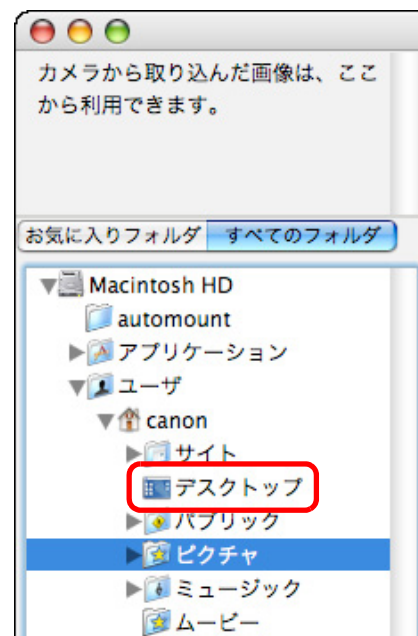 カメラから取り込んだ画像は、ここ
から利用できます。
お気に入りフォルダ すべてのフォルダ
Macintosh HD
automount
アプリケーション
ユーザ
canon
サイト
デスクトップ
パブリック
ピクチャ
ミュージック
ムービー